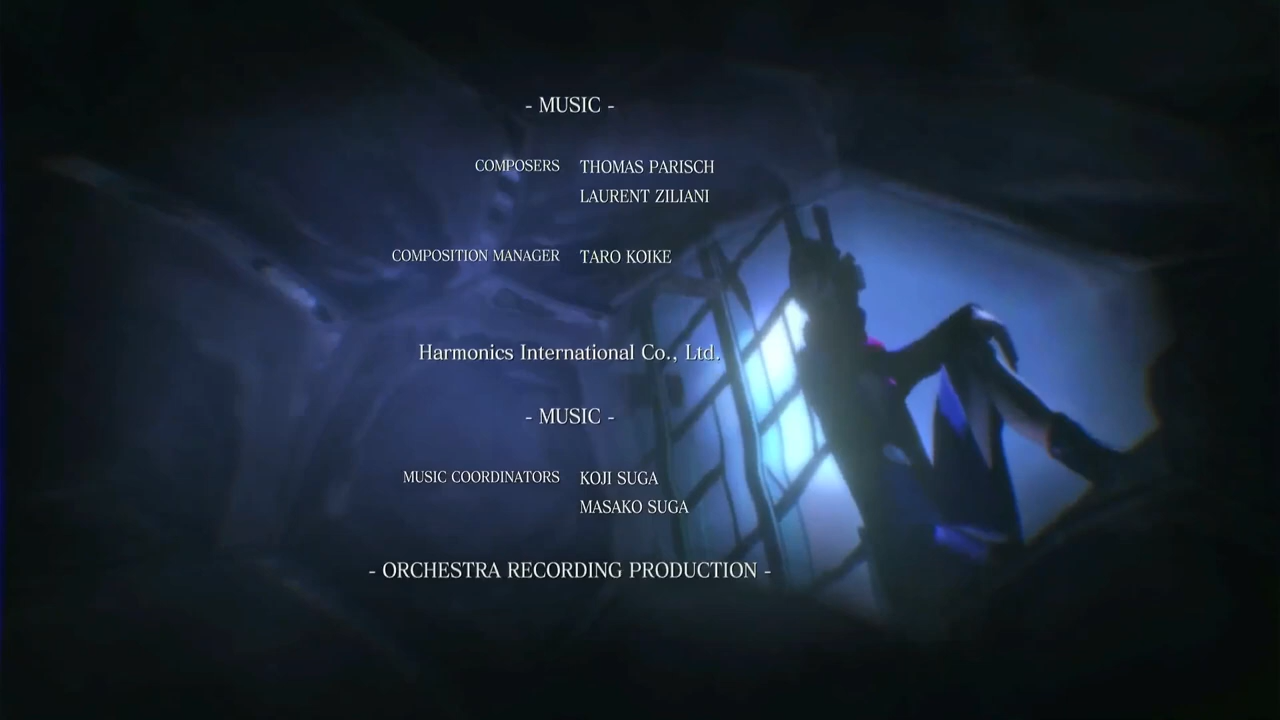 - MUSIC -
COMPOSERS THOMAS PARISCH
LAURENT ZILIANI
COMPOSITION MANAGER TARO KOIKE
Harmonics International Co., Ltd.
- MUSIC -
MUSIC COORDINATORS KOJI SUGA
MASAKO SUGA
- ORCHESTRA RECORDING PRODUCTION -